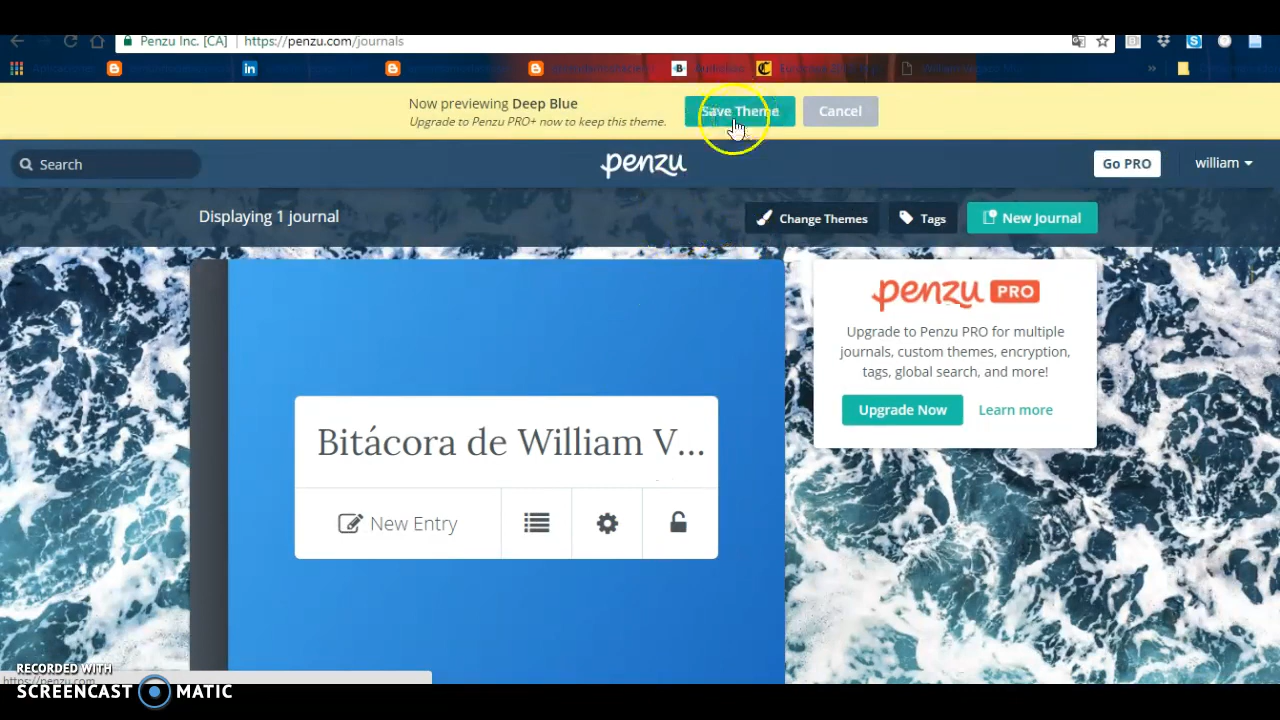 Penzu Inc. [CA] https://penzu.com/journals
Now previewing Deep Blue
Upgrade to Penzu PRO+ now to keep this theme.
Save Theme
Cancel
Search
penzu
Go PRO
william
Displaying 1 journal
Change Themes
Tags
New Journal
penzu PRO
Upgrade to Penzu PRO for multiple
journals, custom themes, encryption,
tags, global search, and more!
Upgrade Now Learn more
Bitácora de William V...
New Entry
RECORDED WITH
SCREENCAST MATIC
https://penzu.com